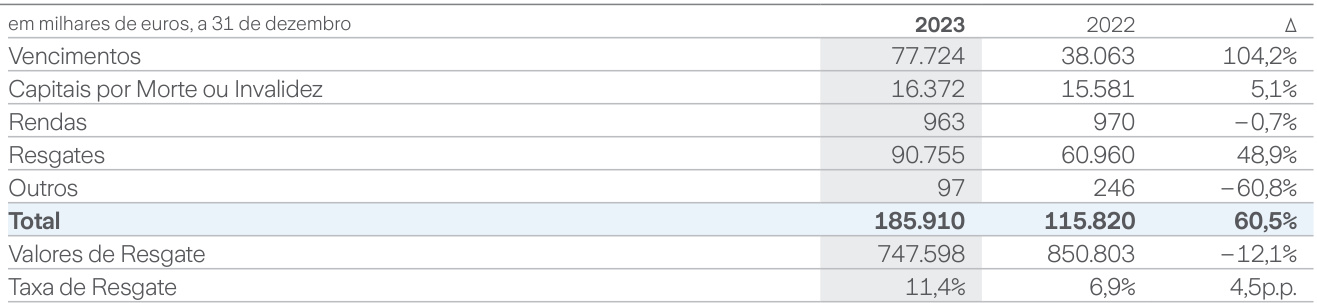 em milhares de euros, a 31 de dezembro 2023 2022 Δ
Vencimentos 77.724 38.063 104,2%
Capitais por Morte ou Invalidez 16.372 15.581 5,1%
Rendas 963 970 −0,7%
Resgates 90.755 60.960 48,9%
Outros 97 246 −60,8%
Total 185.910 115.820 60,5%
Valores de Resgate 747.598 850.803 −12,1%
Taxa de Resgate 11,4% 6,9% 4,5p.p.